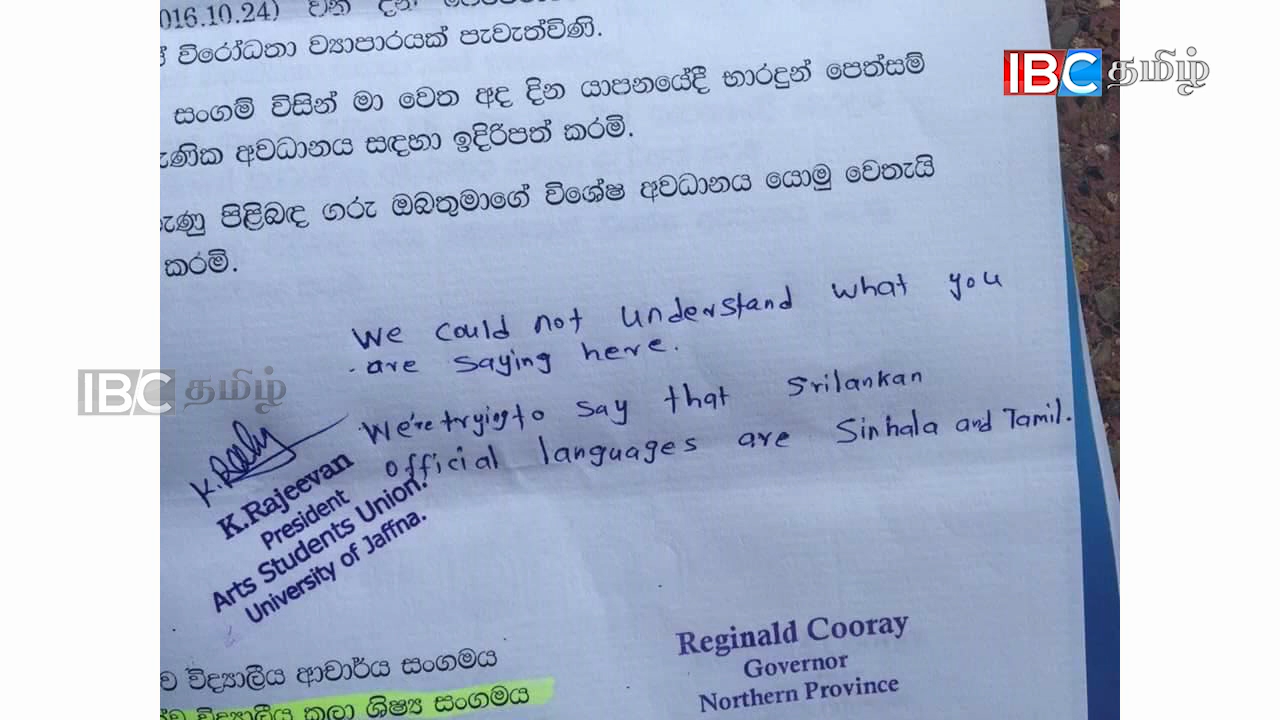 2016.10.24) වන දින
විරෝධතා ව්‍යාපාරයක් පැවැත්විණි.
IBC தமிழ்
සංගම් විසින් මා වෙත අද දින යාපනයේදී භාරදුන් පෙත්සම්
අවධානය සඳහා ඉදිරිපත් කරමි.
පිළිබඳ ගරු ඔබතුමාගේ විශේෂ අවධානය යොමු වෙතැයි
කරමි.
We could not understand what you
are saying here.
IBC தமிழ்
We're trying to say that Srilankan
official languages are Sinhala and Tamil.
K.Rajeevan
President
Arts Students Union.
University of Jaffna.
Reginald Cooray
Governor
Northern Province
විද්‍යාලීය ආචාර්ය සංගමය
විද්‍යාලීය කලා ශිෂ්‍ය සංගමය